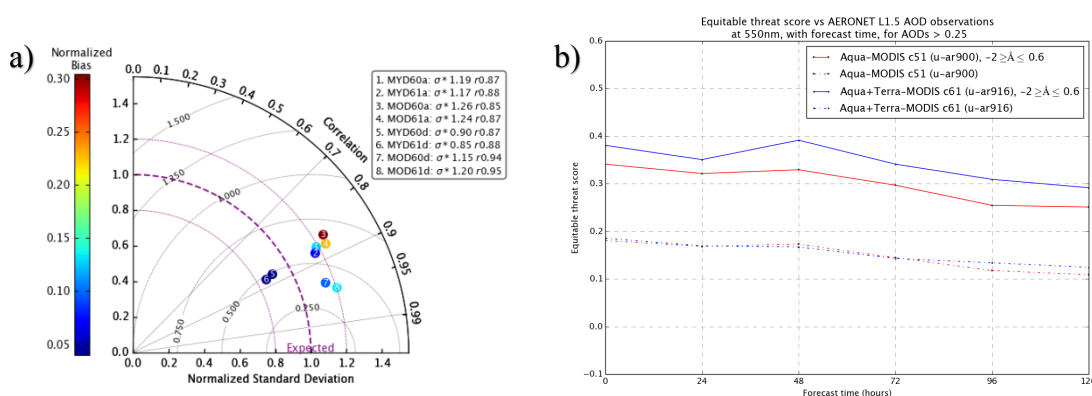 a)
Normalized
Bias
0.30
0.25
0.20
0.15
0.10
0.05
1.5
1.4
1.2
1.0
0.8
0.6
0.4
0.2
0.0
0.0 0.2 0.4 0.6 0.8 1.0 1.2 1.4
Normalized Standard Deviation
0.0 0.1 0.2 0.3 0.4 0.5 0.6 0.7 0.8 0.9 0.95 0.99
Correlation
1.500
1.250
1.000
0.750
0.500
0.250
Expected
1. MYD60a: σ* 1.19 r0.87
2. MYD61a: σ* 1.17 r0.88
3. MOD60a: σ* 1.26 r0.85
4. MOD61a: σ* 1.24 r0.87
5. MYD60d: σ* 0.90 r0.87
6. MYD61d: σ* 0.85 r0.88
7. MOD60d: σ* 1.15 r0.94
8. MOD61d: σ* 1.20 r0.95
3
4
2
5
6
7
8
b)
Equitable threat score vs AERONET L1.5 AOD observations
at 550nm, with forecast time, for AODs > 0.25
Aqua-MODIS c51 (u-ar900), -2 ≥Å≤ 0.6
Aqua-MODIS c51 (u-ar900)
Aqua+Terra-MODIS c61 (u-ar916), -2 ≥Å≤ 0.6
Aqua+Terra-MODIS c61 (u-ar916)
Equitable threat score
0.6
0.5
0.4
0.3
0.2
0.1
0.0
-0.1
0 24 48 72 96 120
Forecast time (hours)